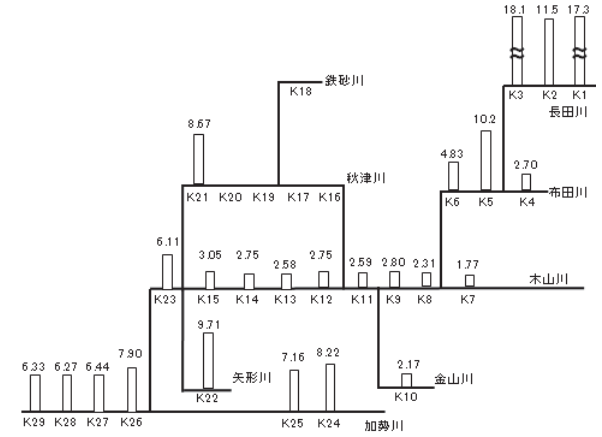 18.1 11.5 17.3
鉄砂川
K18
K3 K2 K1
長田川
8.67
10.2
4.83
2.70
秋津川
K21 K20 K19 K17 K16
K6 K5 K4
布田川
6.11
3.05 2.75 2.58 2.75 2.59 2.80 2.31 1.77
木山川
K23 K15 K14 K13 K12 K11 K9 K8 K7
9.71
6.33 6.27 6.44 7.90
7.16 8.22
2.17
矢形川
金山川
K22
K10
K29 K28 K27 K26
K25 K24
加勢川